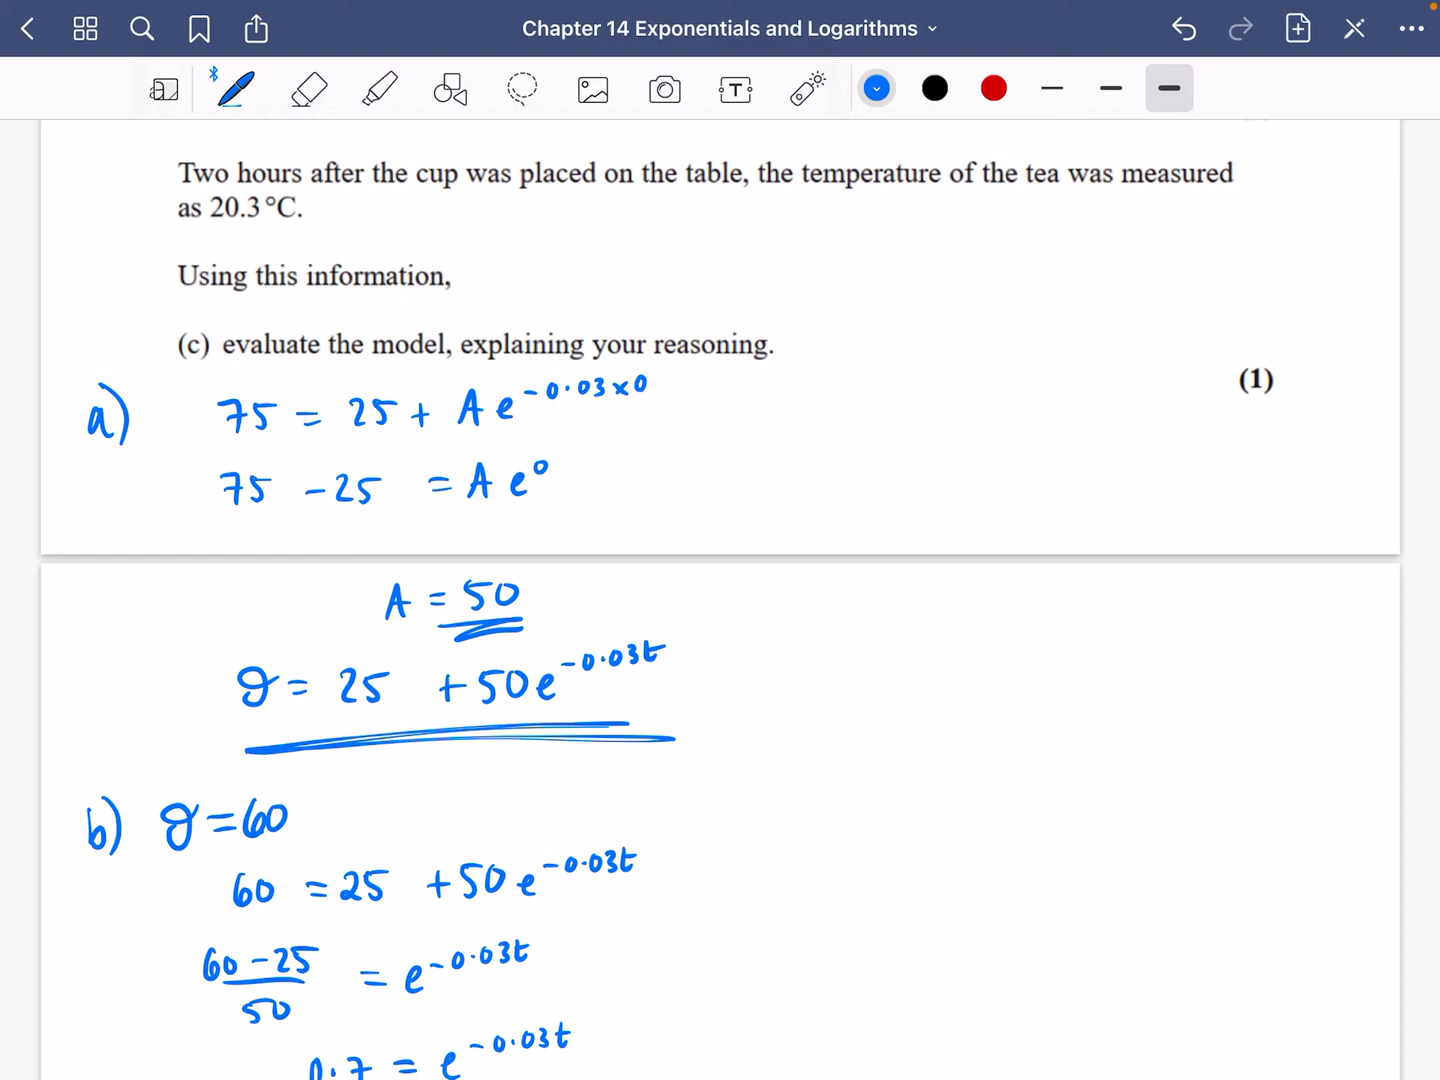 Chapter 14 Exponentials and Logarithms
Two hours after the cup was placed on the table, the temperature of the tea was measured
as 20.3 °C.
Using this information,
(c) evaluate the model, explaining your reasoning.
(1)
a) 75 = 25 + A e^{-0.03×0}
75 - 25 = A e^0
A = 50
θ = 25 + 50e^{-0.03t}
b) θ = 60
60 = 25 + 50e^{-0.03t}
\frac{60 - 25}{50} = e^{-0.03t}
0.7 = e^{-0.03t}